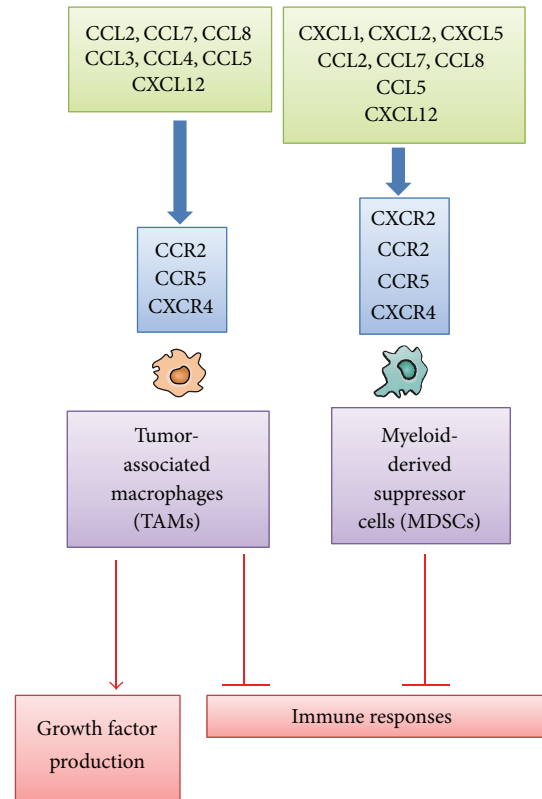 CCL2, CCL7, CCL8
CCL3, CCL4, CCL5
CXCL12
CXCL1, CXCL2, CXCL5
CCL2, CCL7, CCL8
CCL5
CXCL12
CCR2
CCR5
CXCR4
CXCR2
CCR2
CCR5
CXCR4
Tumor-
associated
macrophages
(TAMs)
Myeloid-
derived
suppressor
cells (MDSCs)
Growth factor
production
Immune responses